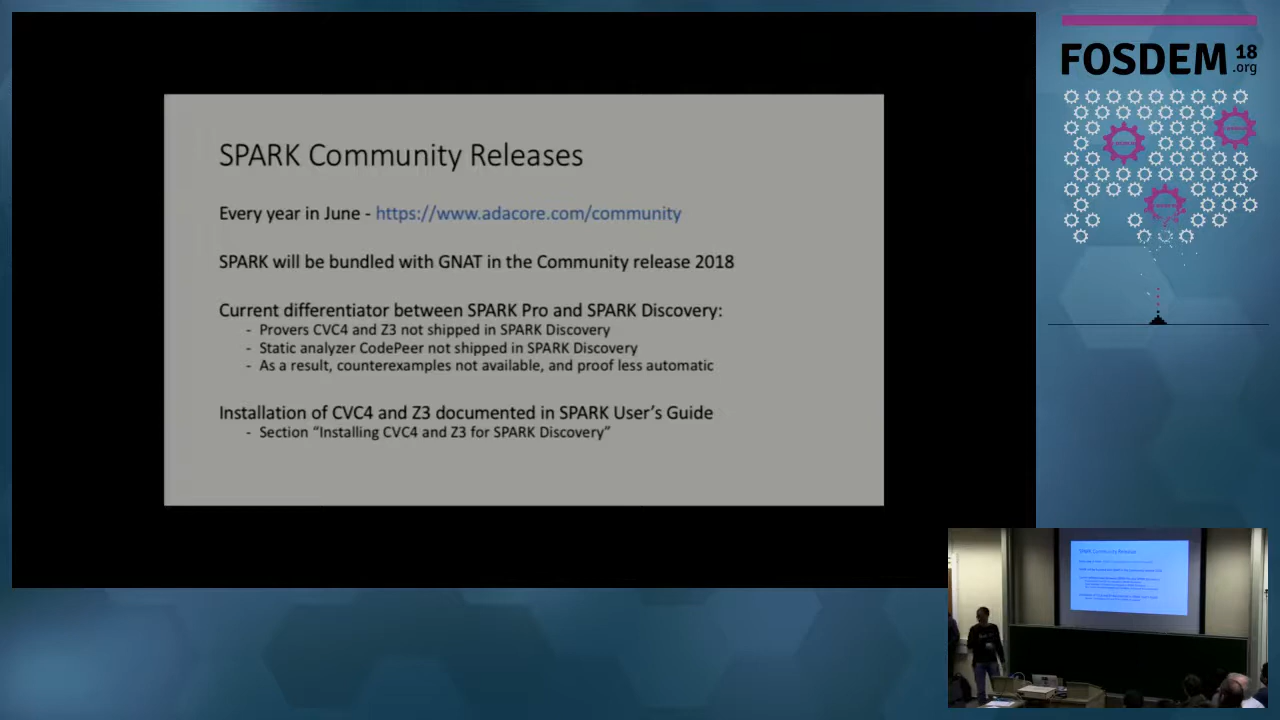 SPARK Community Releases
Every year in June - https://www.adacore.com/community
SPARK will be bundled with GNAT in the Community release 2018
Current differentiator between SPARK Pro and SPARK Discovery:
- Provers CVC4 and Z3 not shipped in SPARK Discovery
- Static analyzer CodePeer not shipped in SPARK Discovery
- As a result, counterexamples not available, and proof less automatic
Installation of CVC4 and Z3 documented in SPARK User's Guide
- Section “Installing CVC4 and Z3 for SPARK Discovery”
FOSDEM 18
.org
SPARK Community Releases